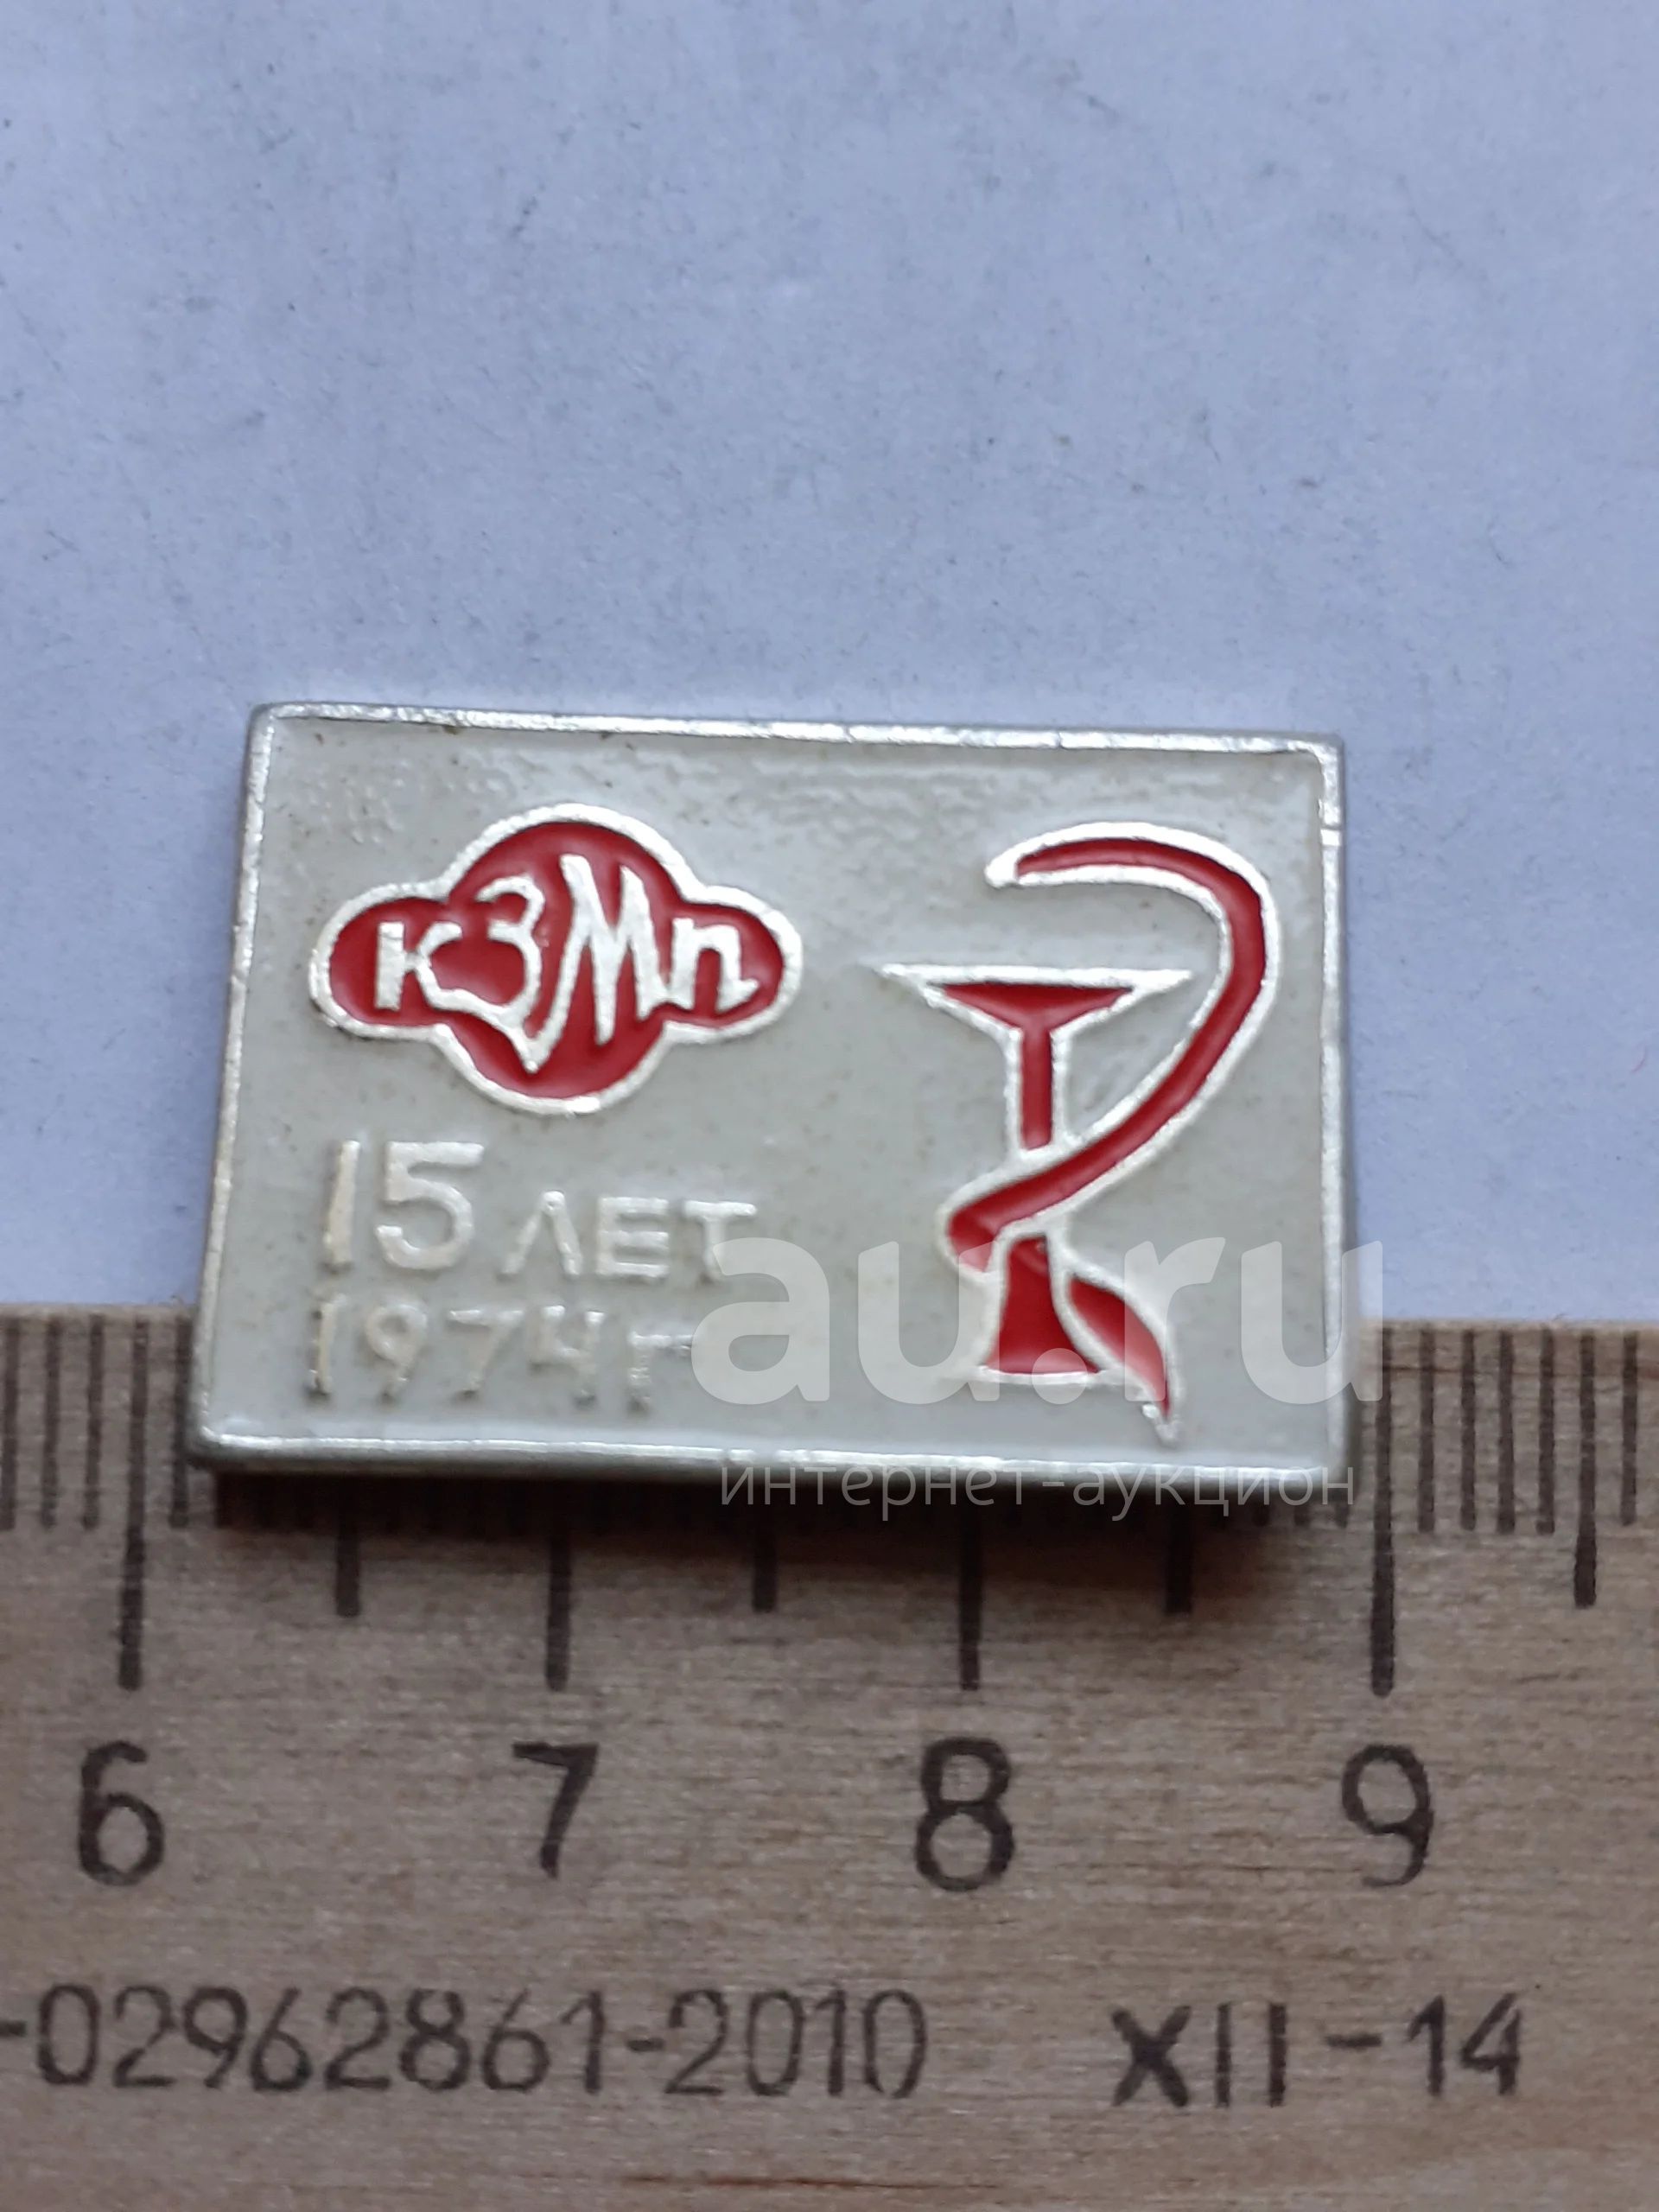 КЗМП
15 ЛЕТ
1974г
au.ru
интернет-аукцион
6 7 8 9
-02962861-2010 XII-14